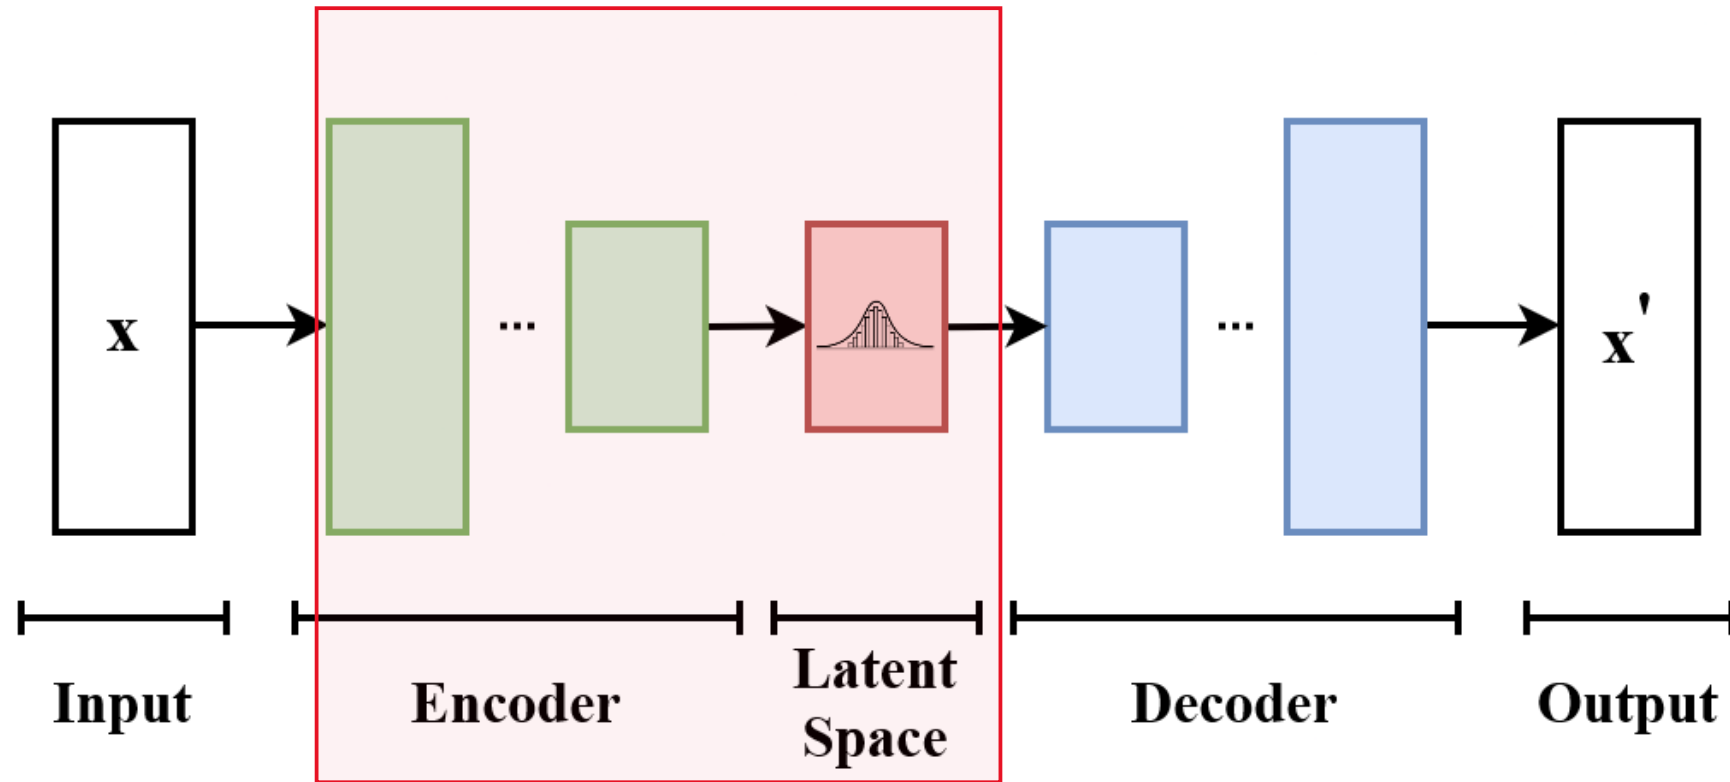 x
...
...
x'
Input
Encoder
Latent
Space
Decoder
Output